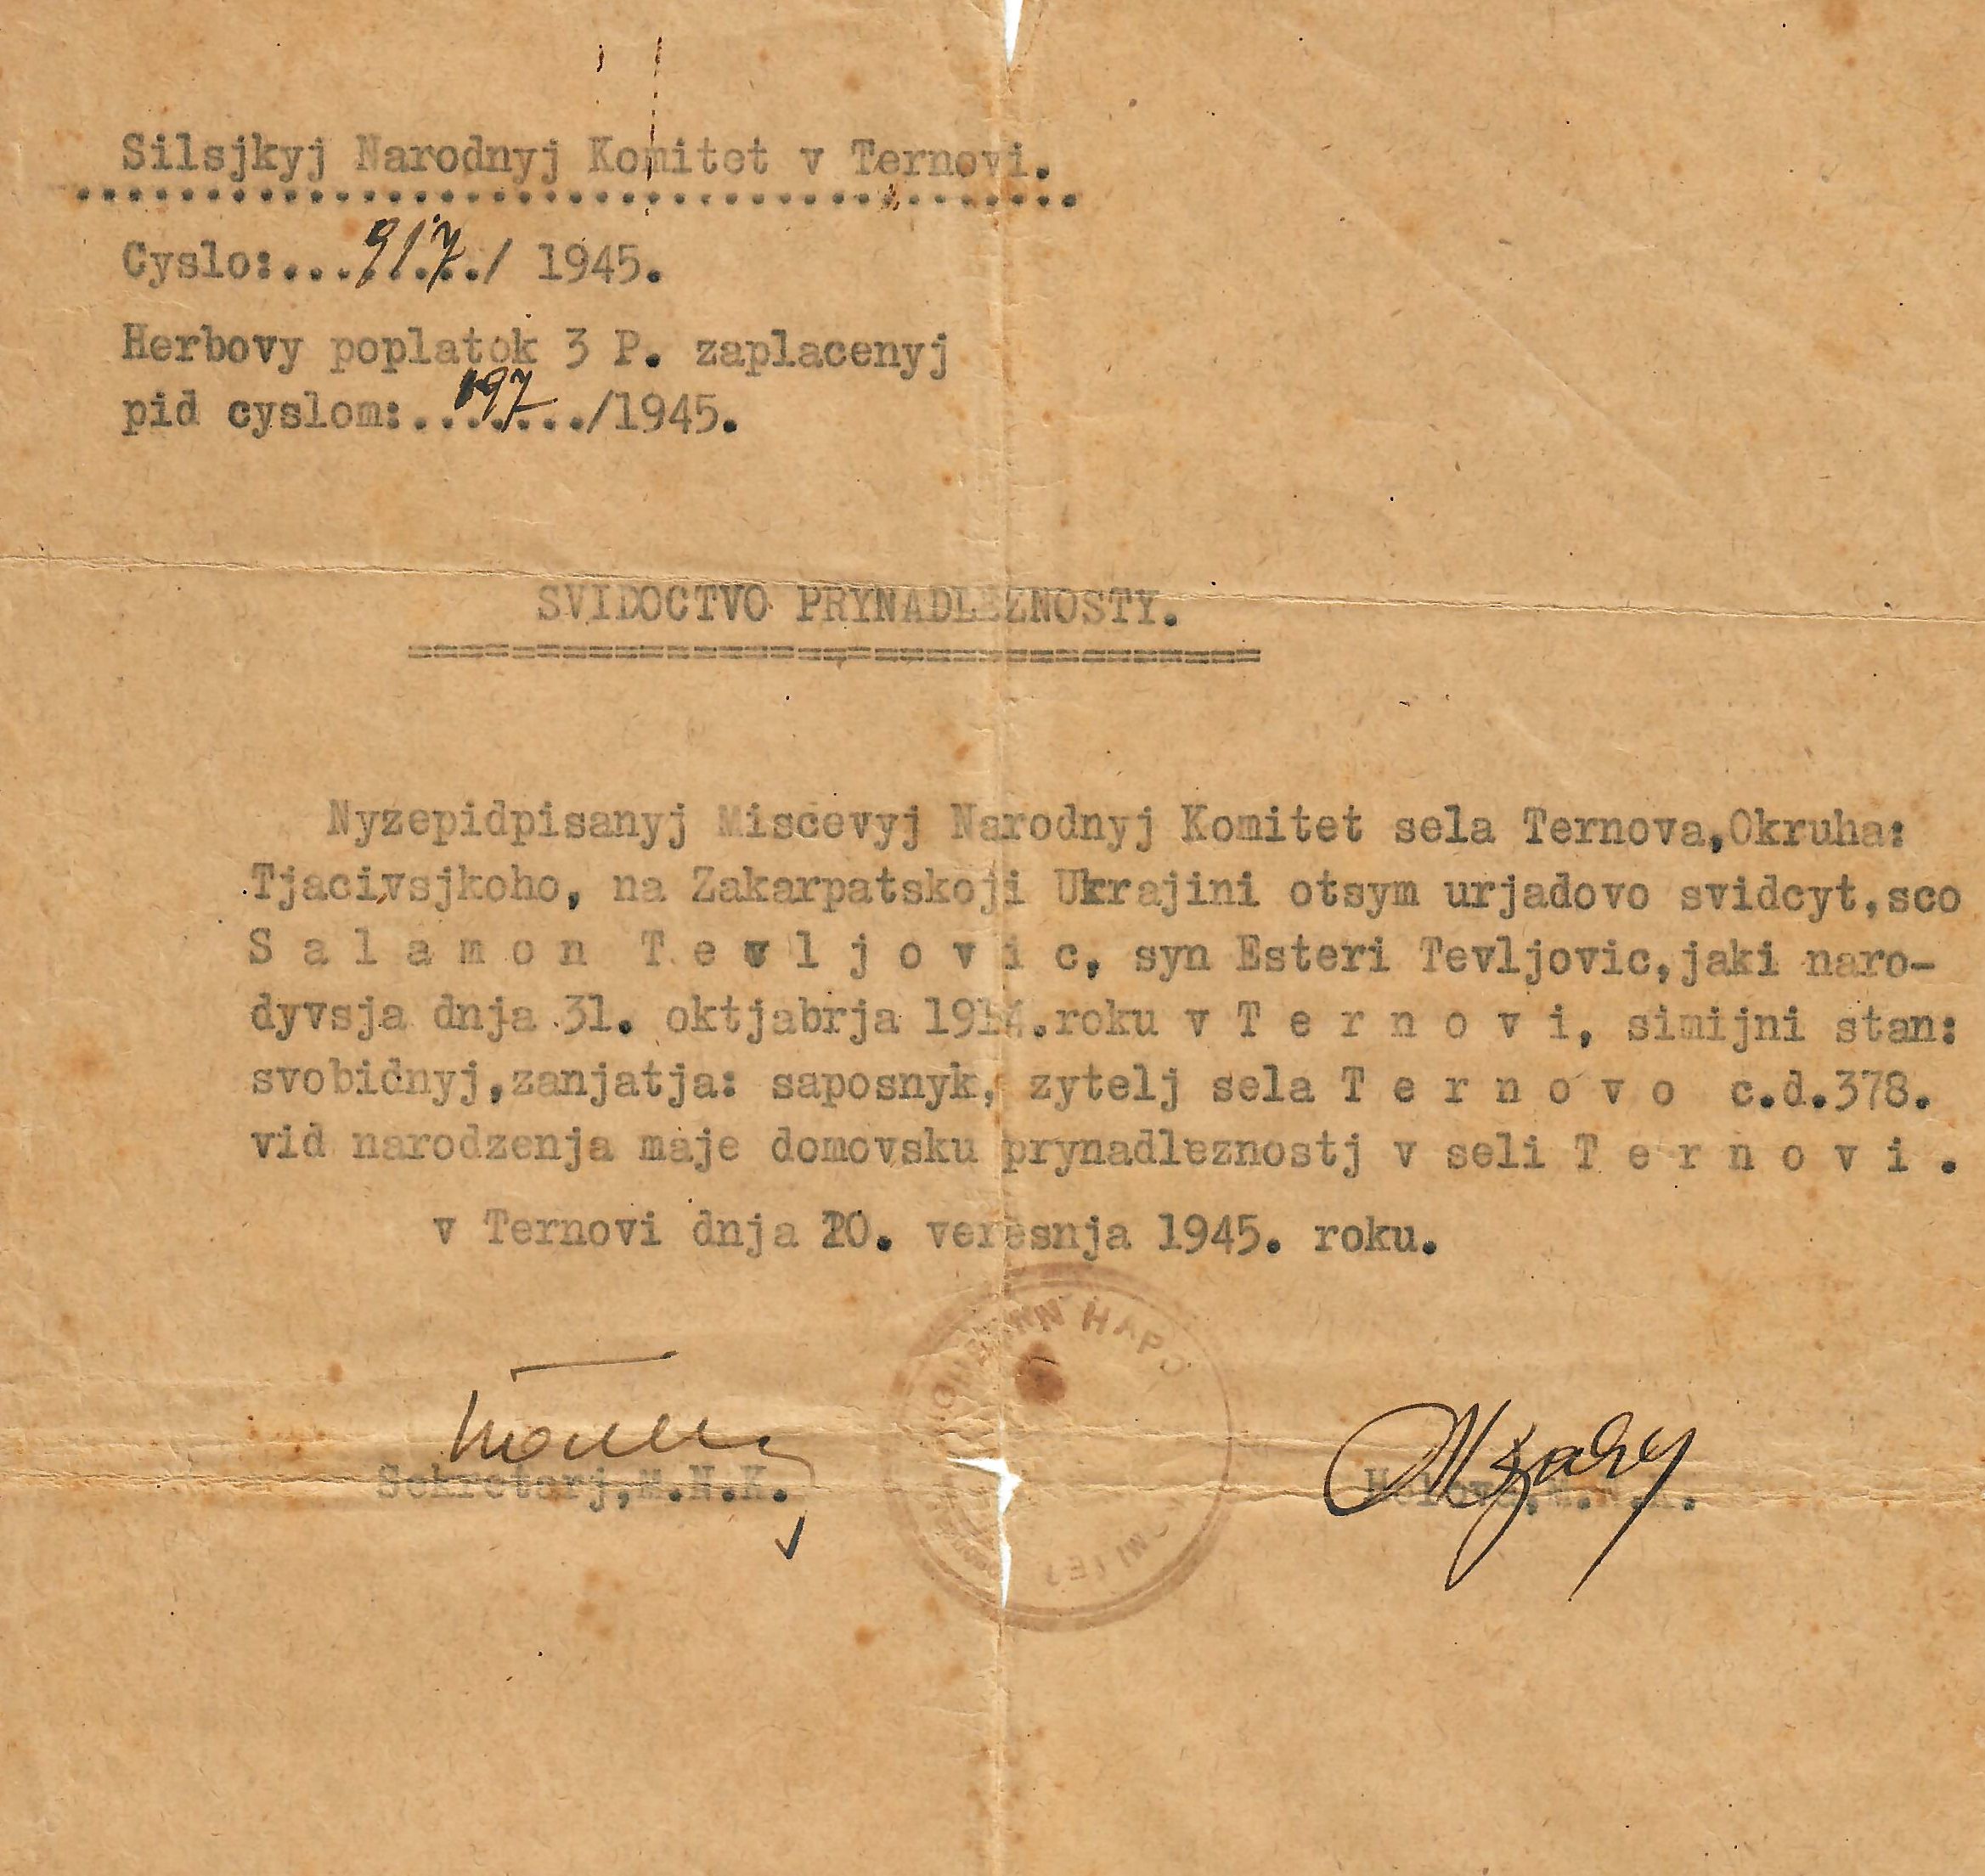 Silsjkyj Narodnyj Komitet v Ternovi.
Cyslo:...917.../ 1945.
Herbovy poplatok 3 P. zaplacenyj
pid cyslom:...197.../1945.
SVIDOCTVO PRYNADLEZNOSTY.
Nyzepidpisanyj Miscevyj Narodnyj Komitet sela Ternova,Okruha:
Tjacivsjkoho, na Zakarpatskoji Ukrajini otsym urjadovo svidcyt,sco
S a l a m o n T e v l j o v i c, syn Esteri Tevljovic,jaki naro-
dyvsja dnja 31. oktjabrja .roku v T e r n o v i, simijni stan:
svobidnyj,zanjatja: saposnyk, zytelj sela T e r n o v o c.d.378.
vid narodzenja maje domovsku prynadleznostj v seli T e r n o v i .
v Ternovi dnja veresnja 1945. roku.
НАРО
Sekretarj,M.N.K.
Holova,M.N.K.